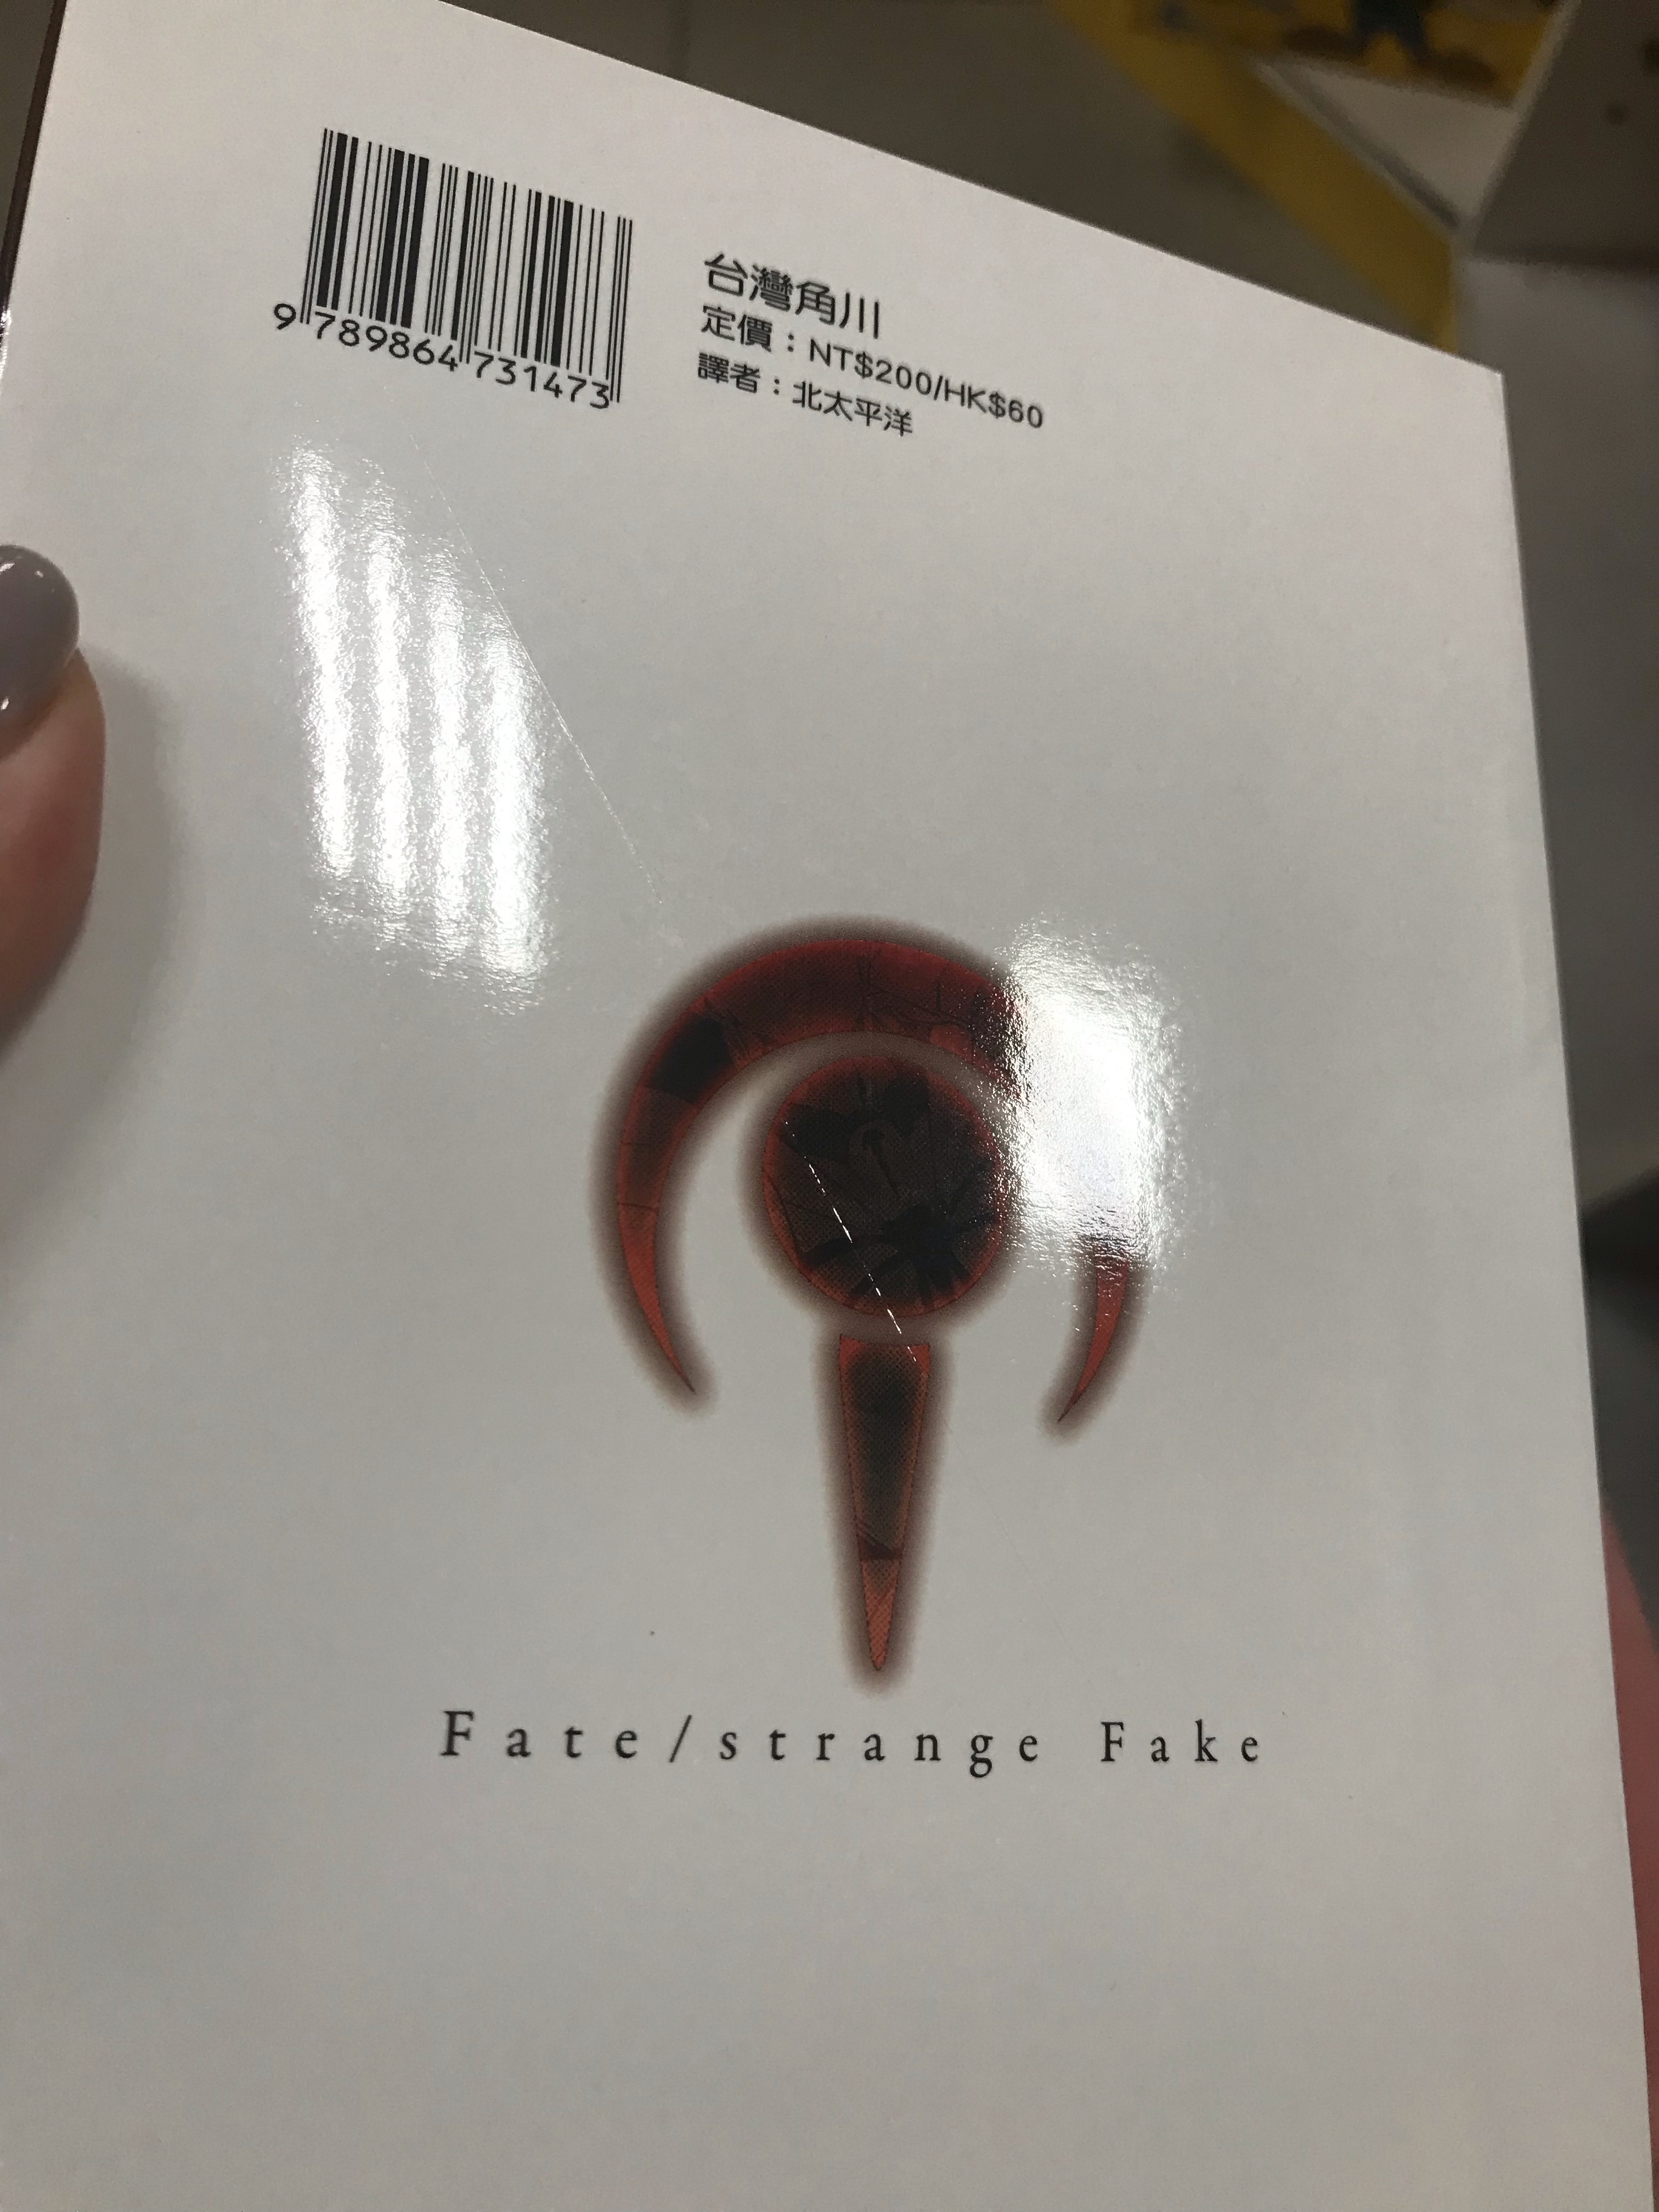 9 789864 731473
台灣角川
定價：NT$200/HK$60
譯者：北太平洋
Fate/strange Fake